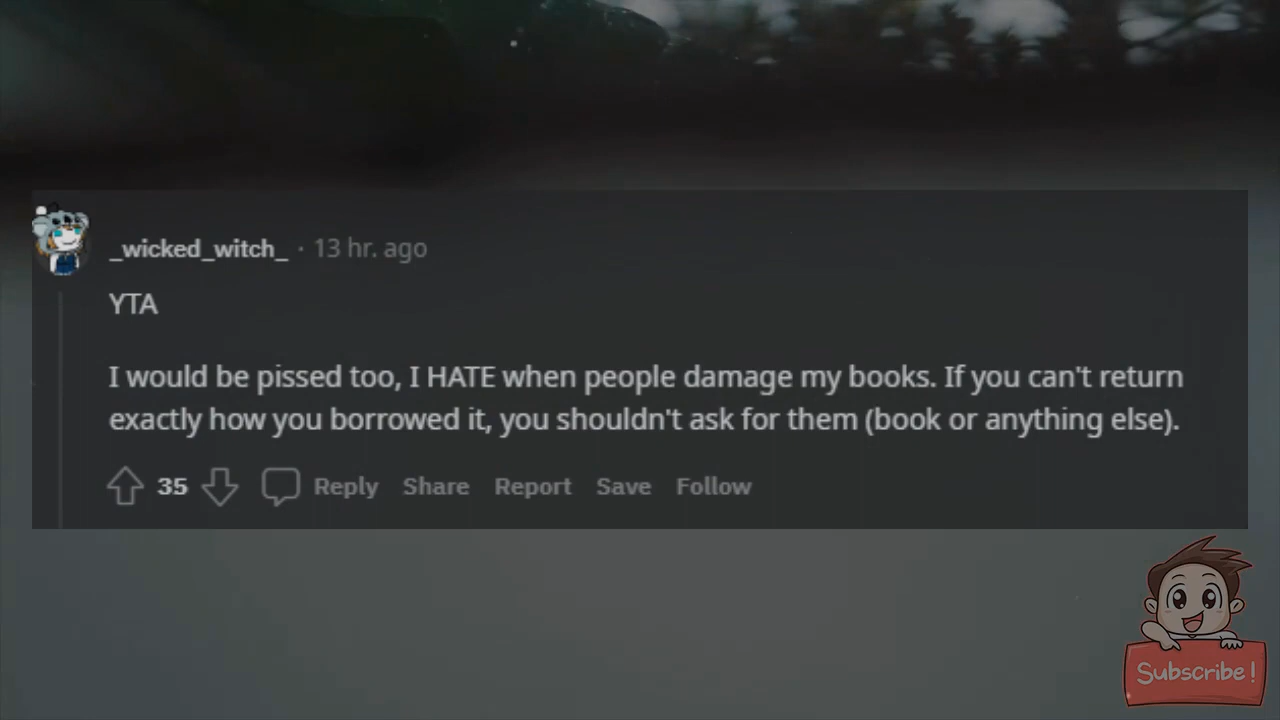 _wicked_witch_ · 13 hr. ago
YTA
I would be pissed too, I HATE when people damage my books. If you can't return
exactly how you borrowed it, you shouldn't ask for them (book or anything else).
35 Reply Share Report Save Follow
Subscribe!